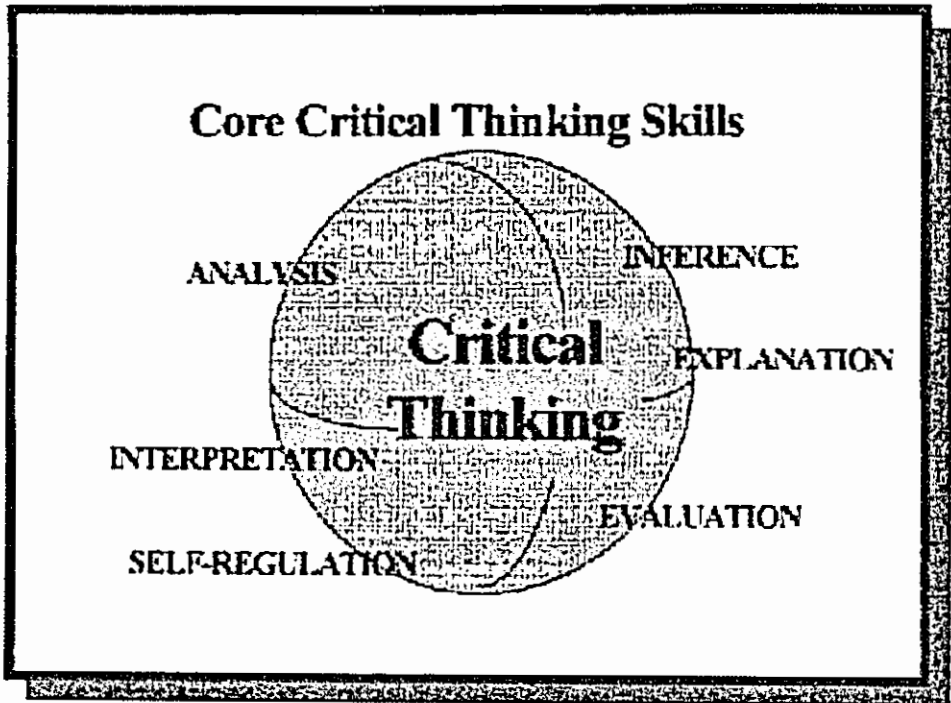 Core Critical Thinking Skills
ANALYSIS
INFERENCE
Critical
Thinking
EXPLANATION
INTERPRETATION
EVALUATION
SELF-REGULATION